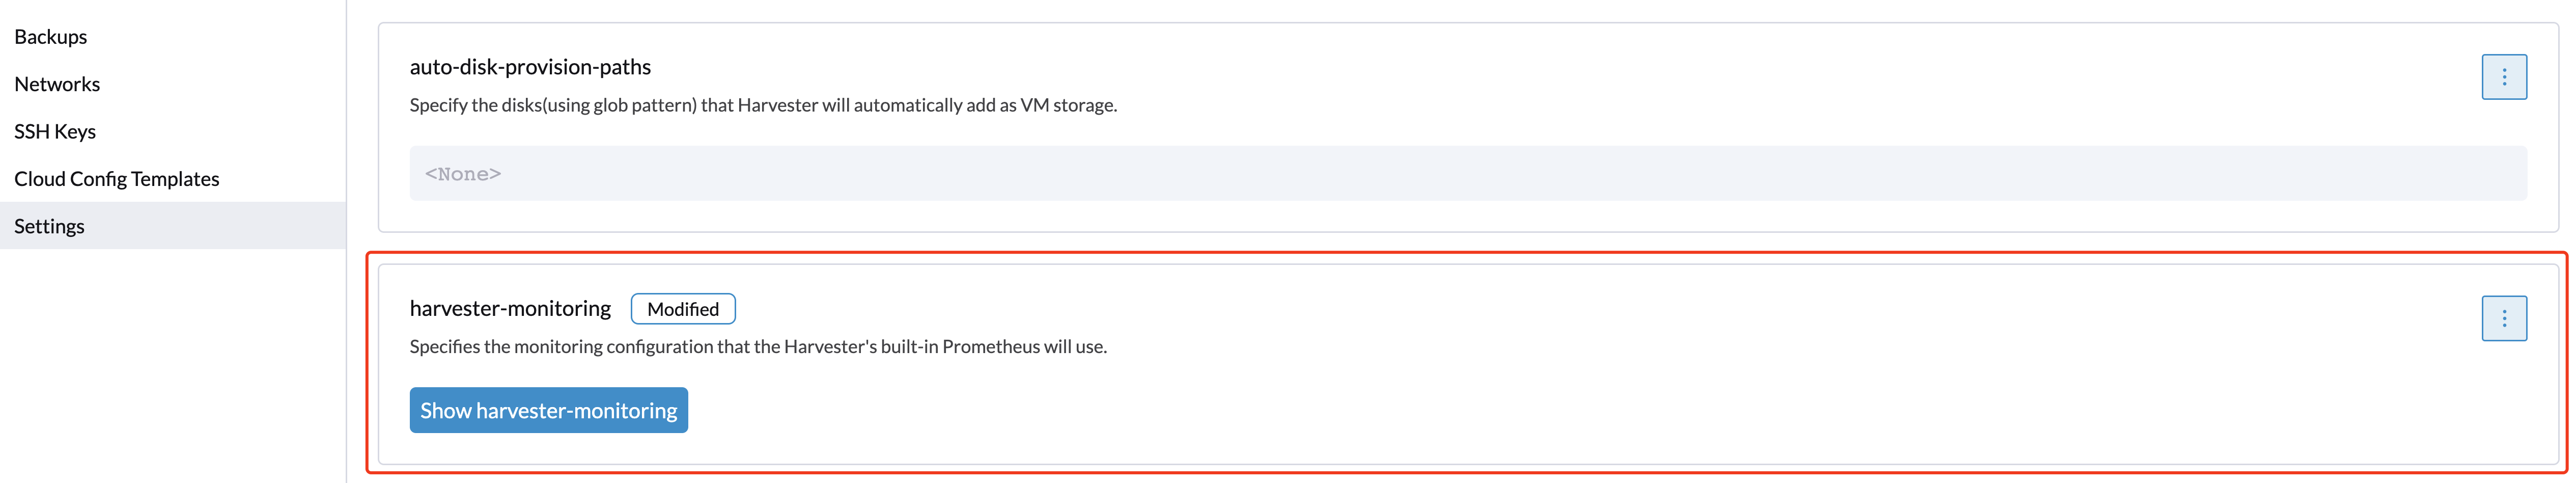 Backups
Networks
SSH Keys
Cloud Config Templates
Settings
auto-disk-provision-paths
Specify the disks(using glob pattern) that Harvester will automatically add as VM storage.
<None>
harvester-monitoring Modified
Specifies the monitoring configuration that the Harvester's built-in Prometheus will use.
Show harvester-monitoring